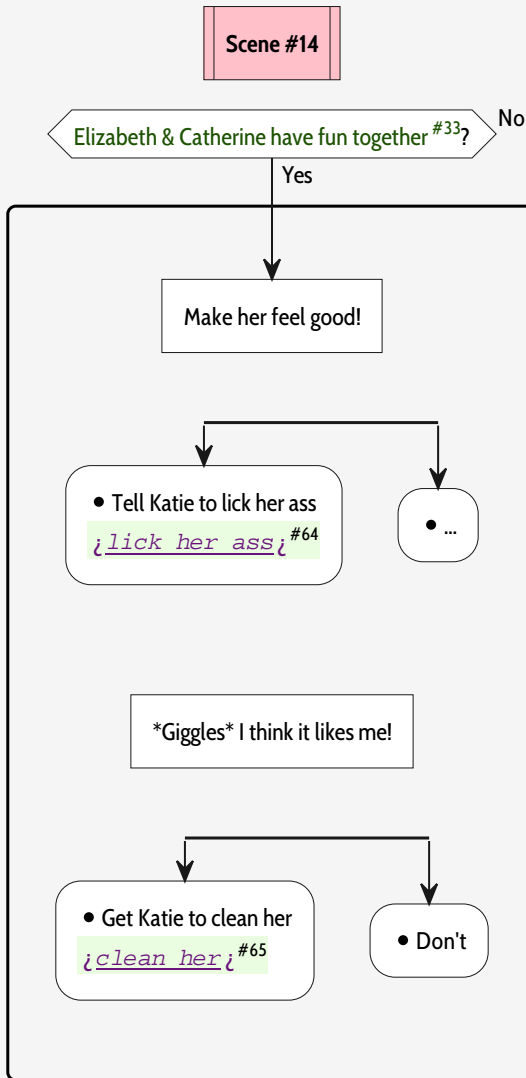 Scene #14
Elizabeth & Catherine have fun together #33?
No
Yes
Make her feel good!
• Tell Katie to lick her ass
¿lick her ass¿ #64
• ...
*Giggles* I think it likes me!
• Get Katie to clean her
¿clean her¿ #65
• Don't